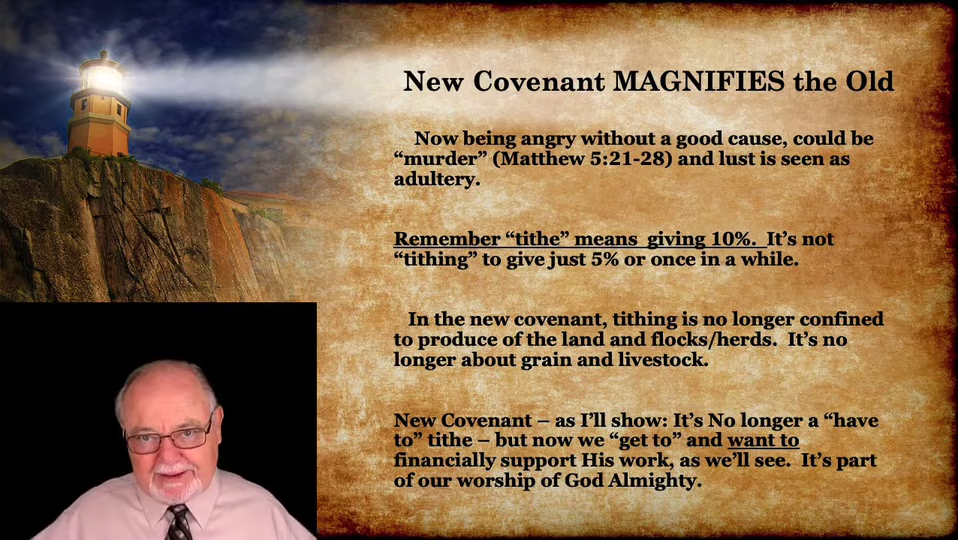 New Covenant MAGNIFIES the Old
Now being angry without a good cause, could be
“murder” (Matthew 5:21-28) and lust is seen as
adultery.
Remember “tithe” means  giving 10%.  It’s not
“tithing” to give just 5% or once in a while.
In the new covenant, tithing is no longer confined
to produce of the land and flocks/herds.  It’s no
longer about grain and livestock.
New Covenant – as I’ll show: It’s No longer a “have
to” tithe – but now we “get to” and want to
financially support His work, as we’ll see.  It’s part
of our worship of God Almighty.